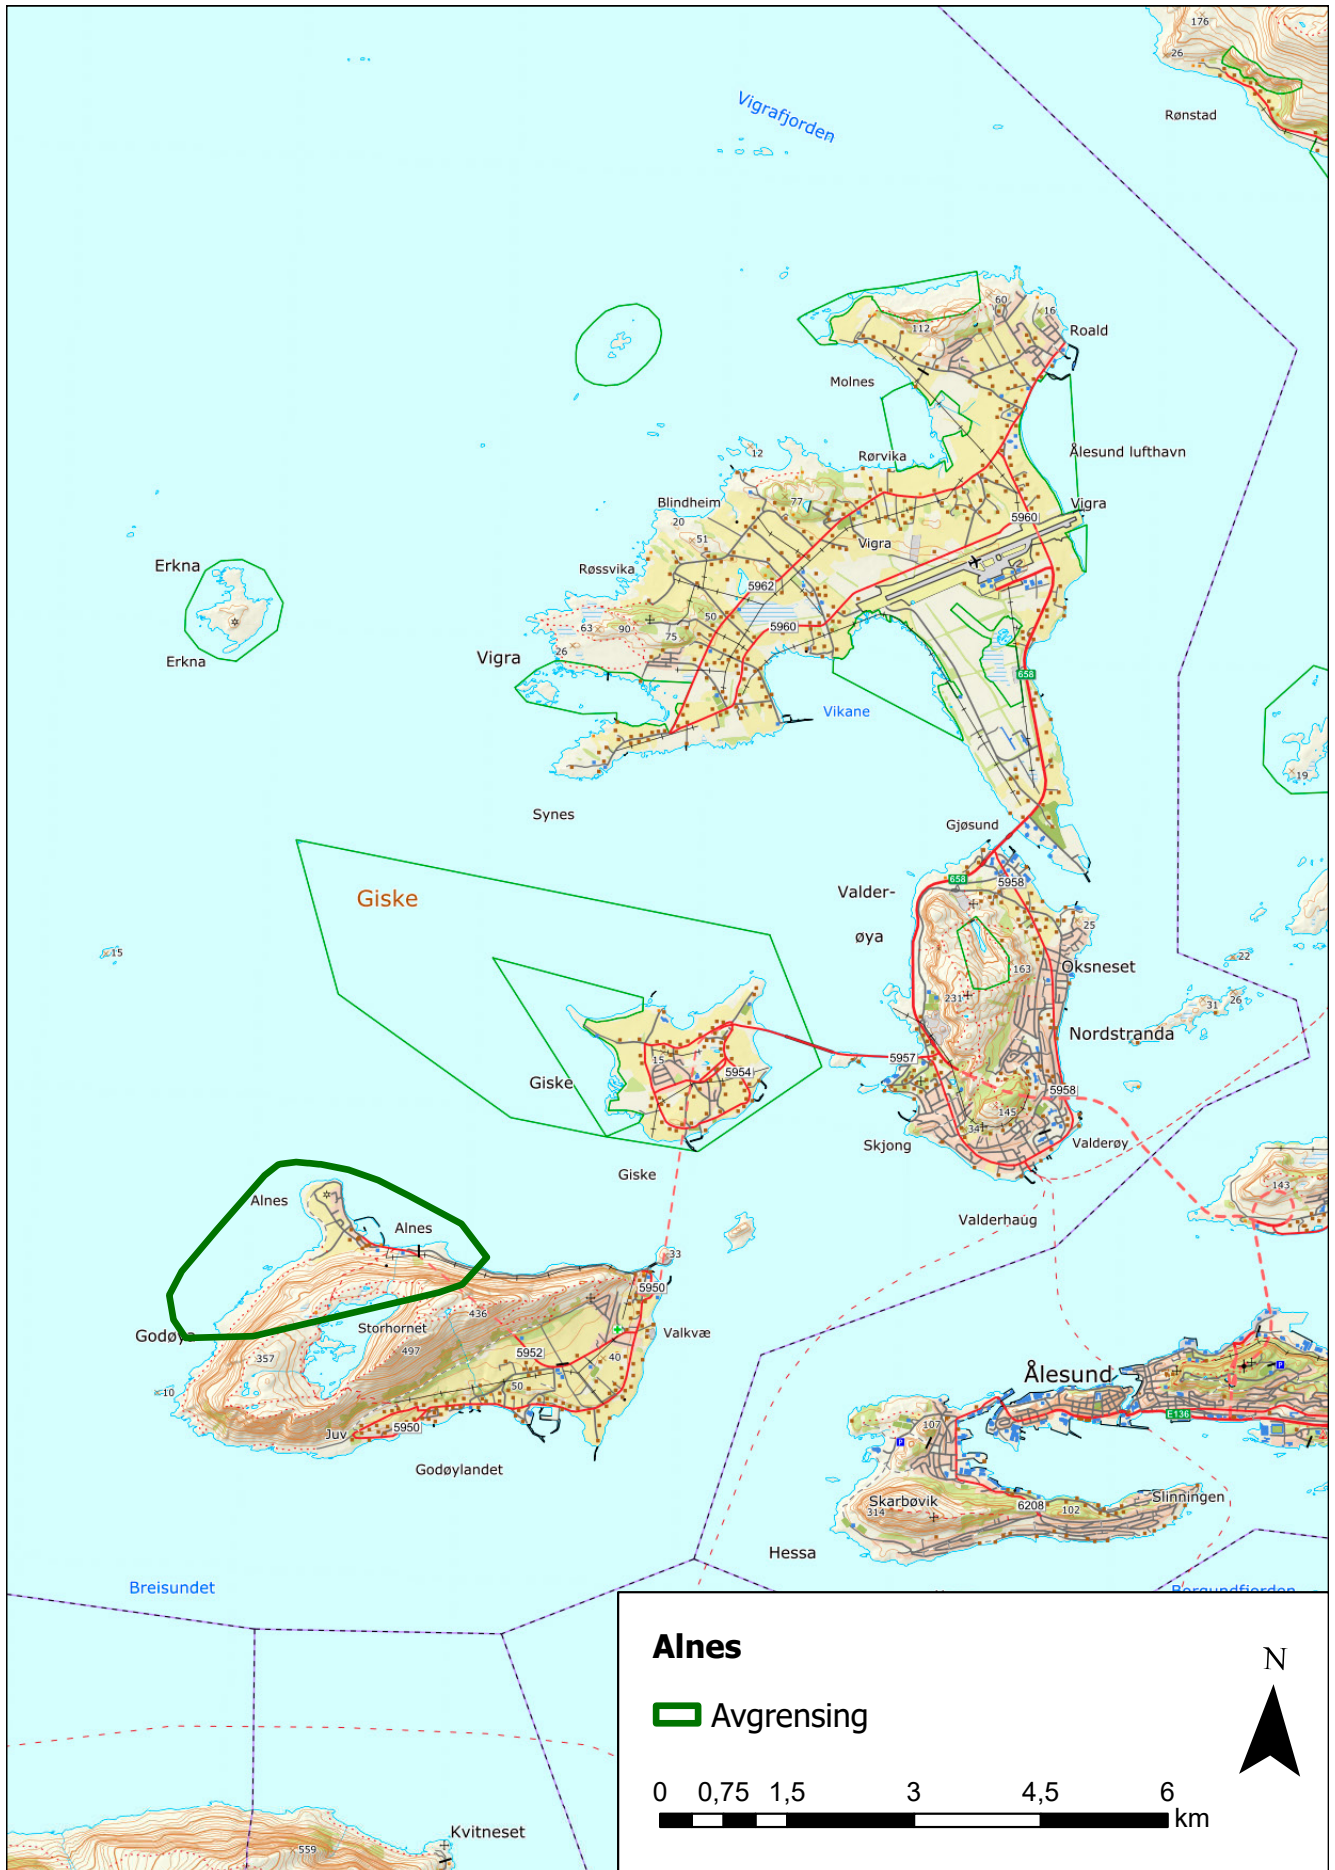 176
26
Rønstad
Vigrafjorden
60
16
112
Roald
Molnes
12
Rørvika
Ålesund lufthavn
77
Blindheim
Vigra
20
5960
51
Vigra
0
Erkna
Røssvika
5962
50
63
90
75
5960
26
Erkna
Vigra
658
Vikane
19
Synes
Gjøsund
658
5958
Valder-
øya
Giske
25
15
163
Oksneset
22
231
31
26
Nordstranda
15
5957
5954
Giske
5958
145
34
Skjong
Valderøy
Giske
143
Alnes
Alnes
Valderhaug
33
5950
436
Godøya
Storhornet
Valkvæ
497
5952
357
40
50
10
Ålesund
P
5950
Juv
107
E136
P
Godøylandet
Skarbøvik
314
6208
102
Slinningen
Hessa
Breisundet
Borgundfjorden
Kvitneset
559
Alnes
Avgrensing
N
0 0,75 1,5 3 4,5 6
km